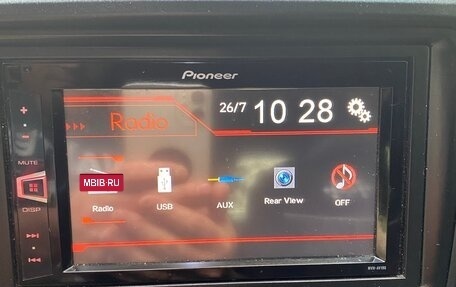 Pioneer
Radio
26/7 10 28
MUTE
DISP
MBIB·RU
Radio
USB
AUX
Rear View
OFF